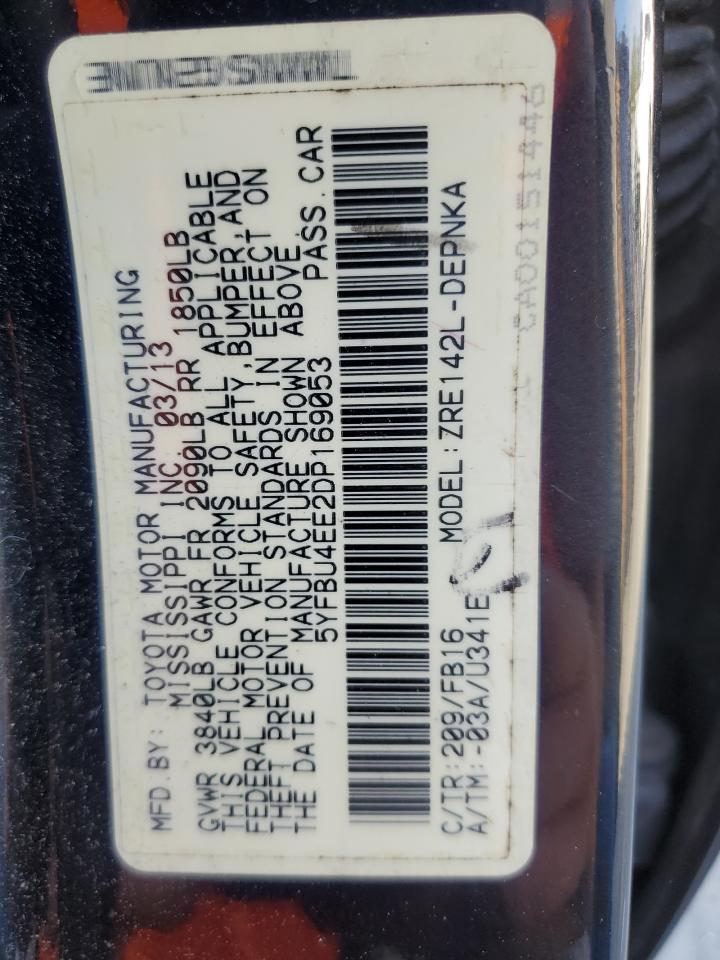 MFD.BY: TOYOTA MOTOR MANUFACTURING
MISSISSIPPI INC. 03/13
GVWR 3840LB GAWR FR 2090LB RR 1850LB
THIS VEHICLE CONFORMS TO ALL APPLICABLE
FEDERAL MOTOR VEHICLE SAFETY, BUMPER, AND
THEFT PREVENTION STANDARDS IN EFFECT ON
THE DATE OF MANUFACTURE SHOWN ABOVE.
5YFBU4EE2DP169053 PASS. CAR
C/TR:209/FB16 MODEL:ZRE142L-DEPNKA
A/TM:-03A/U341E
CA00151446